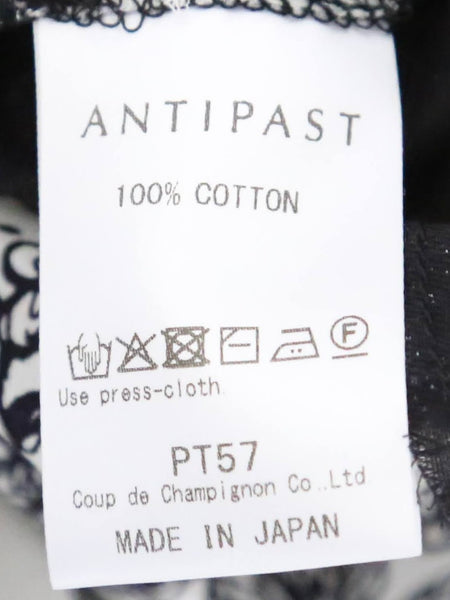 ANTIPAST
100% COTTON
F
Use press-cloth
PT57
Coup de Champignon Co.,Ltd
MADE IN JAPAN